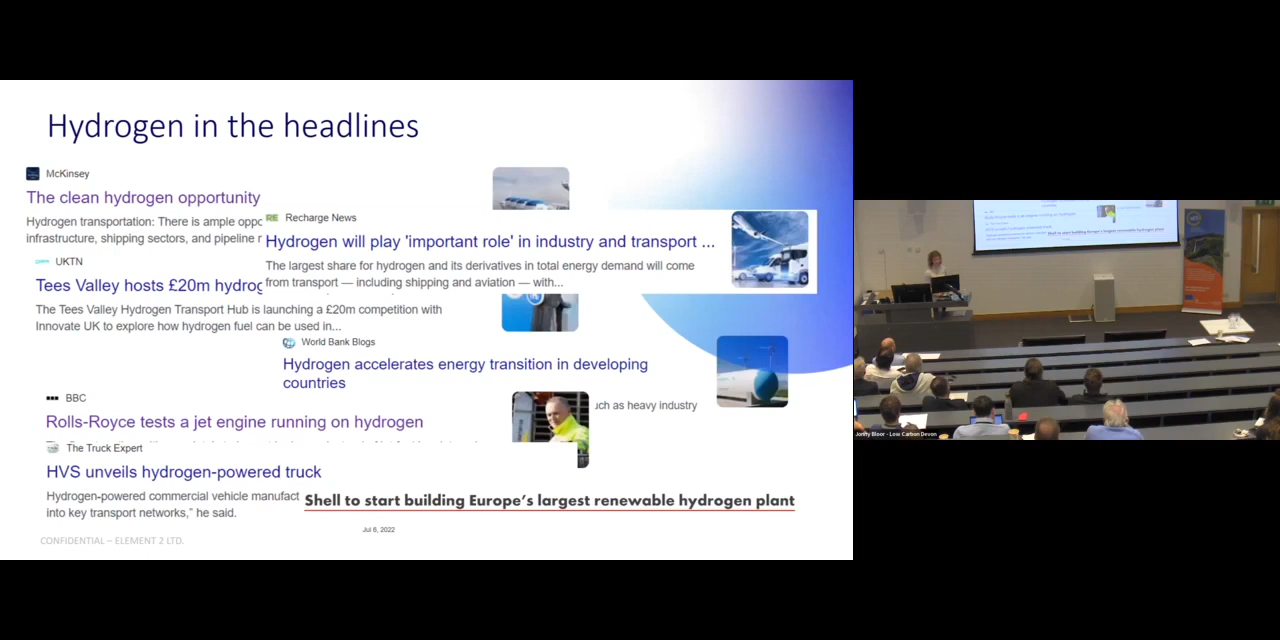 Hydrogen in the headlines
McKinsey
The clean hydrogen opportunity
Hydrogen transportation: There is ample oppo
infrastructure, shipping sectors, and pipeline r
RE Recharge News
Hydrogen will play 'important role' in industry and transport ...
The largest share for hydrogen and its derivatives in total energy demand will come
from transport — including shipping and aviation — with...
UKTN
Tees Valley hosts £20m hydrog
The Tees Valley Hydrogen Transport Hub is launching a £20m competition with
Innovate UK to explore how hydrogen fuel can be used in...
World Bank Blogs
Hydrogen accelerates energy transition in developing
countries
uch as heavy industry
BBC
Rolls-Royce tests a jet engine running on hydrogen
The Truck Expert
HVS unveils hydrogen-powered truck
Hydrogen-powered commercial vehicle manufact
into key transport networks,” he said.
Shell to start building Europe’s largest renewable hydrogen plant
Jul 6, 2022
CONFIDENTIAL – ELEMENT 2 LTD.
Jonny Bloor - Low Carbon Devon